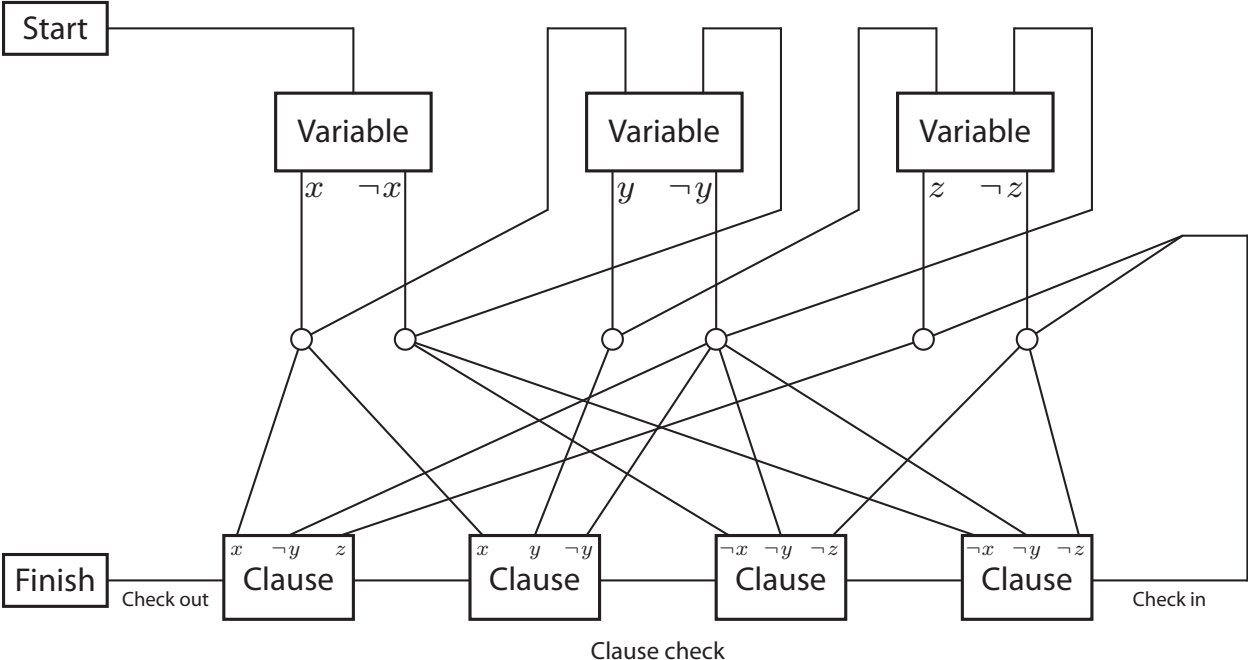 Start
Variable Variable Variable
x ¬x y ¬y z ¬z
x ¬y z x y ¬y ¬x ¬y ¬z ¬x ¬y ¬z
Finish Clause Clause Clause Clause
Check out Check in
Clause check